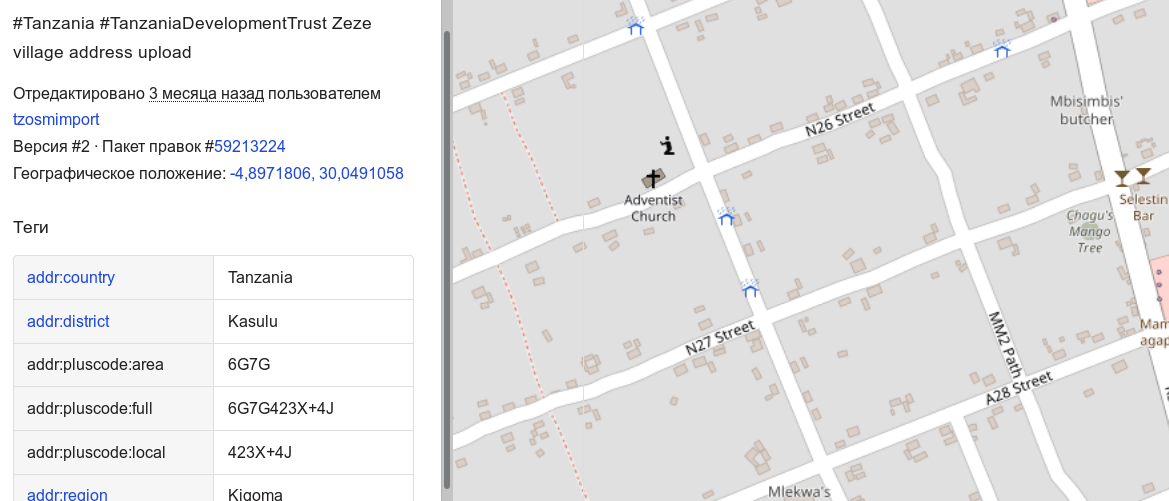 #Tanzania #TanzaniaDevelopmentTrust Zeze
village address upload
Отредактировано 3 месяца назад пользователем
tzosmimport
Версия #2 · Пакет правок #59213224
Географическое положение: -4,8971806, 30,0491058
Теги
addr:country Tanzania
addr:district Kasulu
addr:pluscode:area 6G7G
addr:pluscode:full 6G7G423X+4J
addr:pluscode:local 423X+4J
addr:region Kigoma
Mbisimbis'
butcher
N26 Street
Adventist
Church
Selestin
Bar
Chagu's
Mango
Tree
N27 Street
MM2 Path
A28 Street
Mam
agap
Mlekwa's